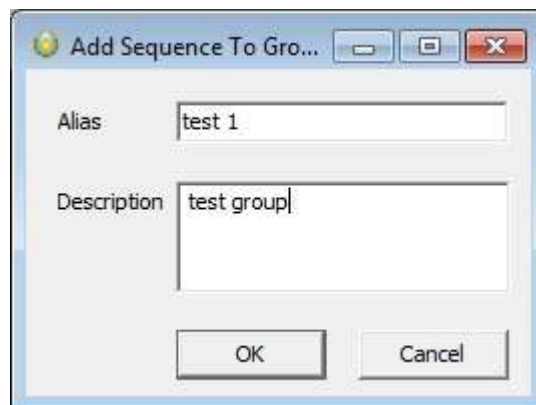 Add Sequence To Gro...
Alias test 1
Description test group
OK Cancel